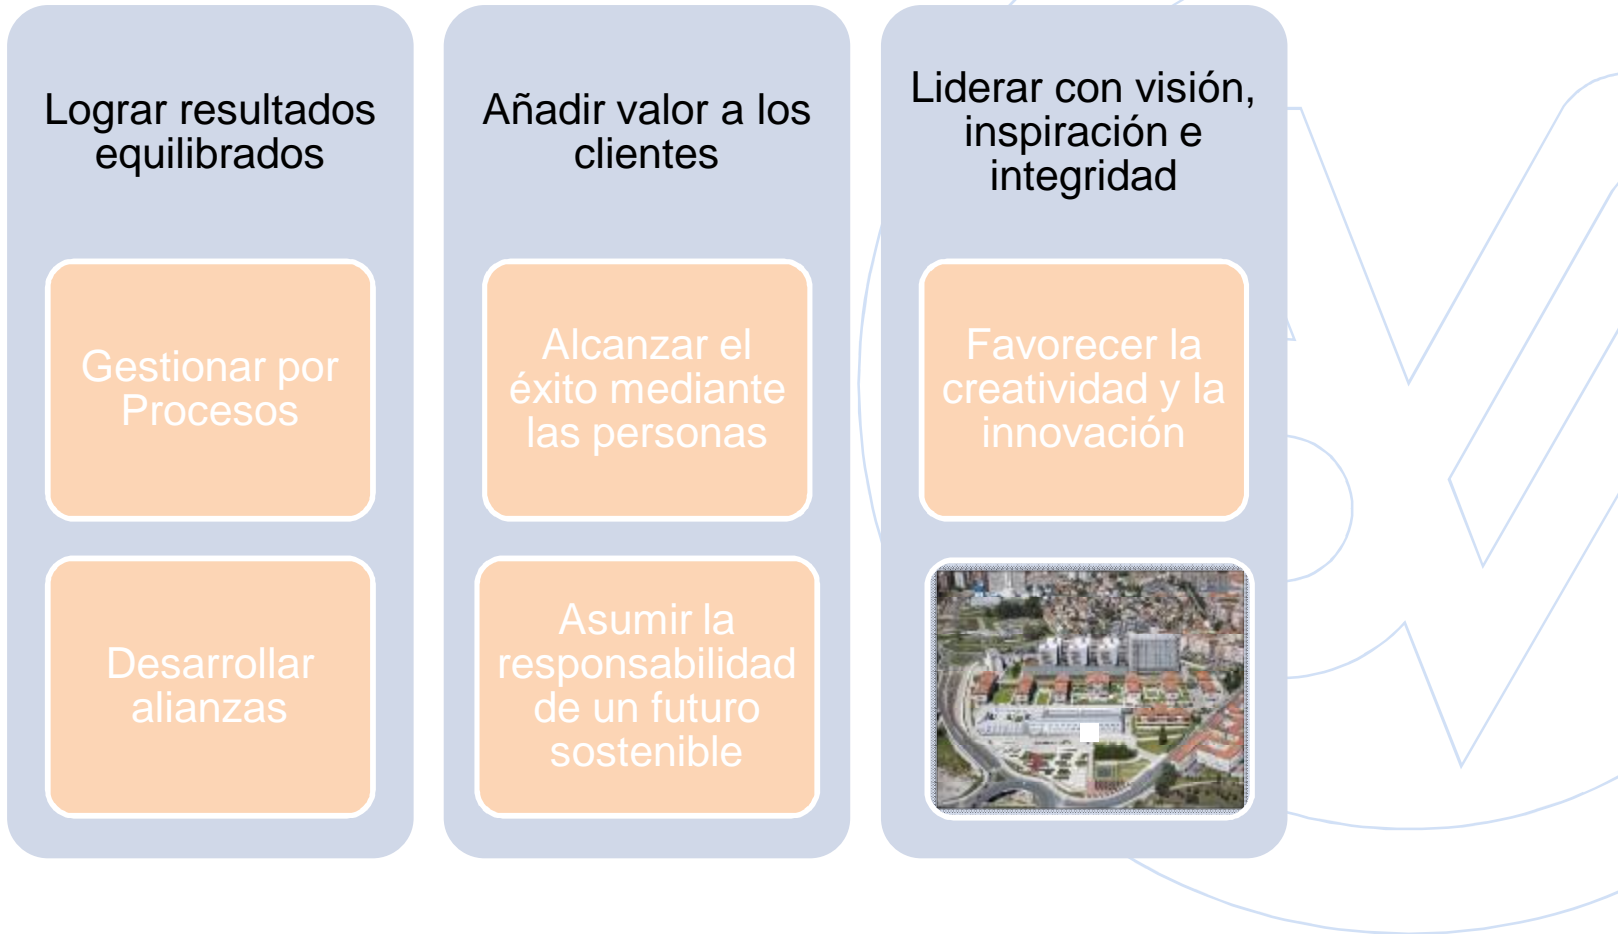 Lograr resultados
equilibrados
Gestionar por
Procesos
Desarrollar
alianzas
Añadir valor a los
clientes
Alcanzar el
éxito mediante
las personas
Asumir la
responsabilidad
de un futuro
sostenible
Liderar con visión,
inspiración e
integridad
Favorecer la
creatividad y la
innovación